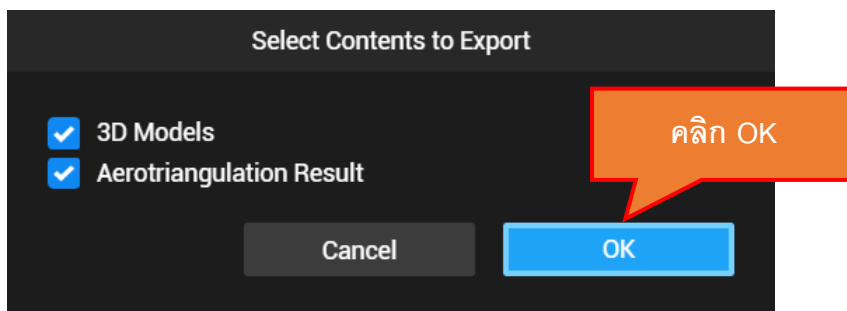 Select Contents to Export
3D Models
คลิก OK
Aerotriangulation Result
Cancel
OK